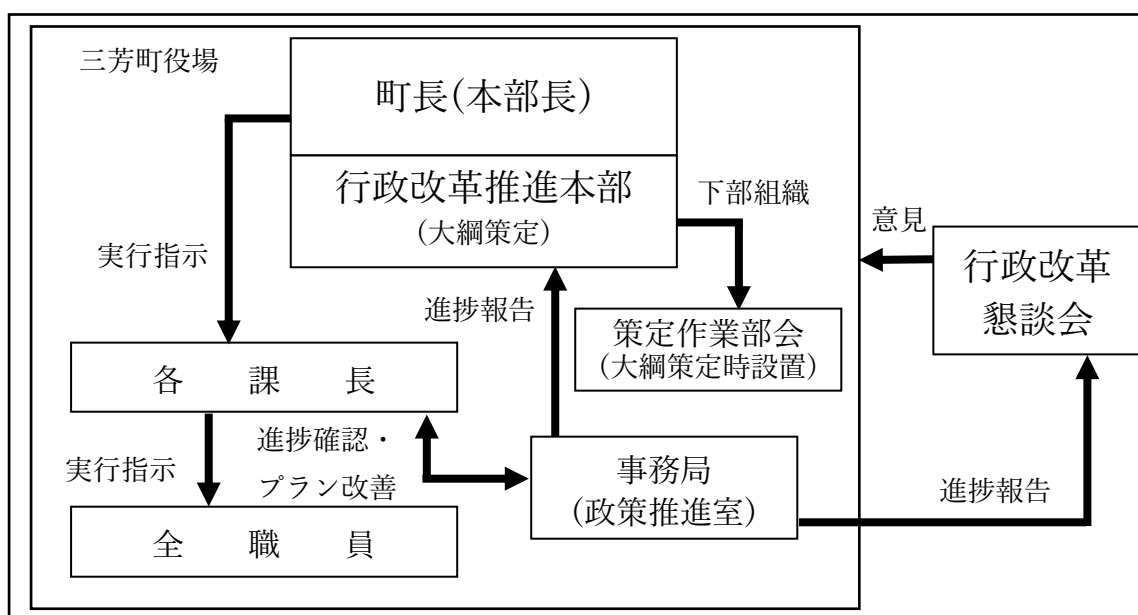 三芳町役場
町長(本部長)
行政改革推進本部
(大綱策定)
下部組織
意見
実行指示
行政改革
懇談会
進捗報告
策定作業部会
(大綱策定時設置)
各　課　長
進捗確認・
プラン改善
実行指示
事務局
(政策推進室)
進捗報告
全　職　員